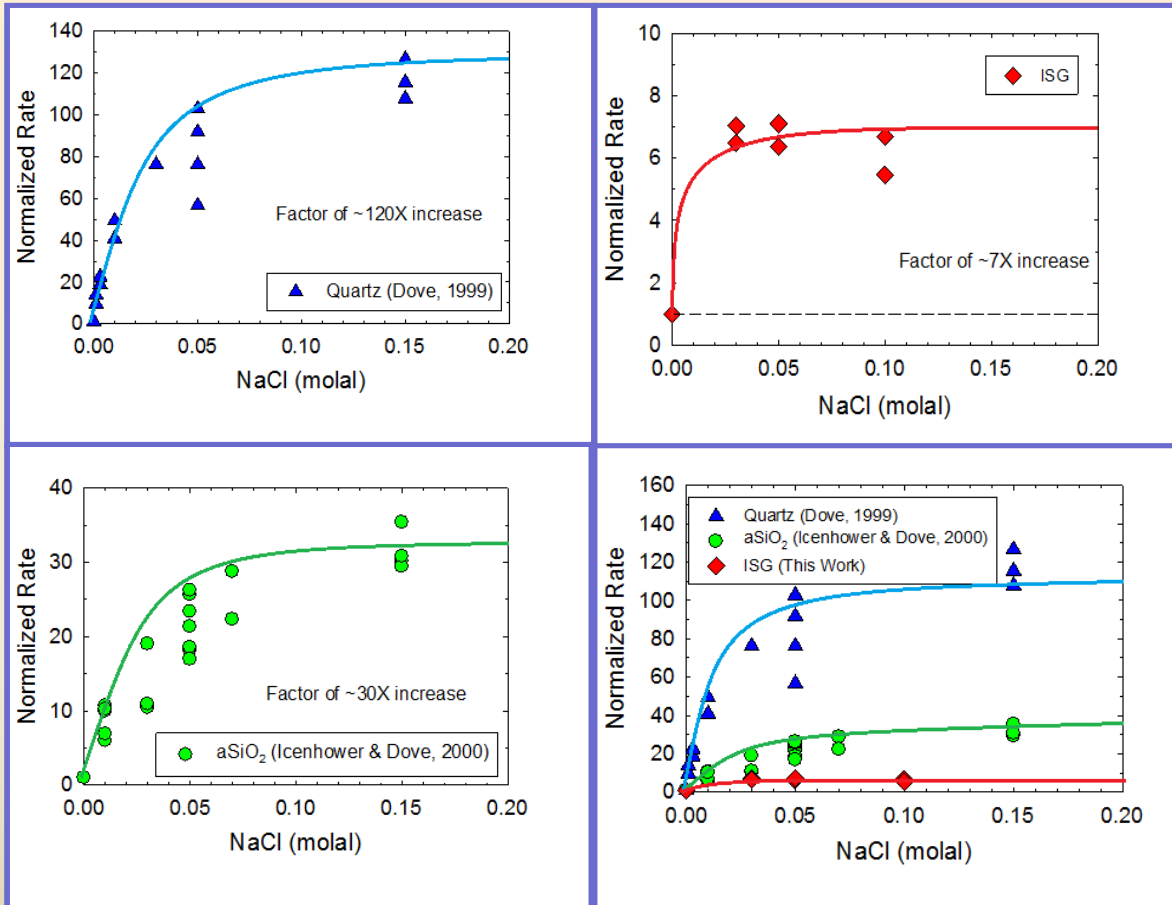 140
120
100
80
60
40
20
0
Normalized Rate
Factor of ~120X increase
Quartz (Dove, 1999)
0.00 0.05 0.10 0.15 0.20
NaCl (molal)
10
8
6
4
2
0
Normalized Rate
ISG
Factor of ~7X increase
0.00 0.05 0.10 0.15 0.20
NaCl (molal)
40
30
20
10
0
Normalized Rate
Factor of ~30X increase
aSiO₂ (Icenhower & Dove, 2000)
0.00 0.05 0.10 0.15 0.20
NaCl (molal)
160
140
120
100
80
60
40
20
0
Normalized Rate
Quartz (Dove, 1999)
aSiO₂ (Icenhower & Dove, 2000)
ISG (This Work)
0.00 0.05 0.10 0.15 0.20
NaCl (molal)